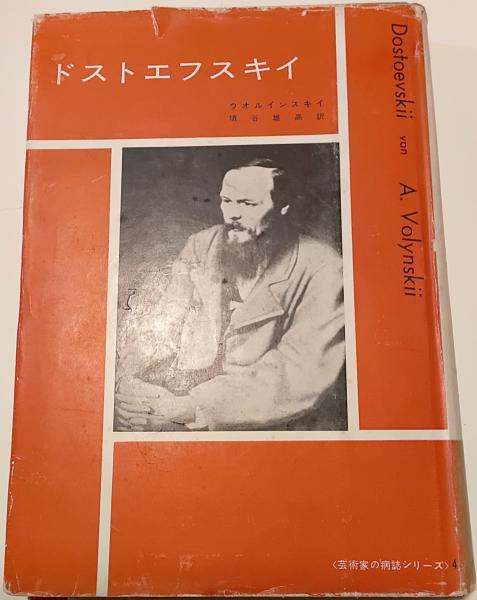 ドストエフスキイ
ウオルインスキイ
埴谷雄高訳
Dostoevskii von A. Volynskii
〈芸術家の病誌シリーズ〉4